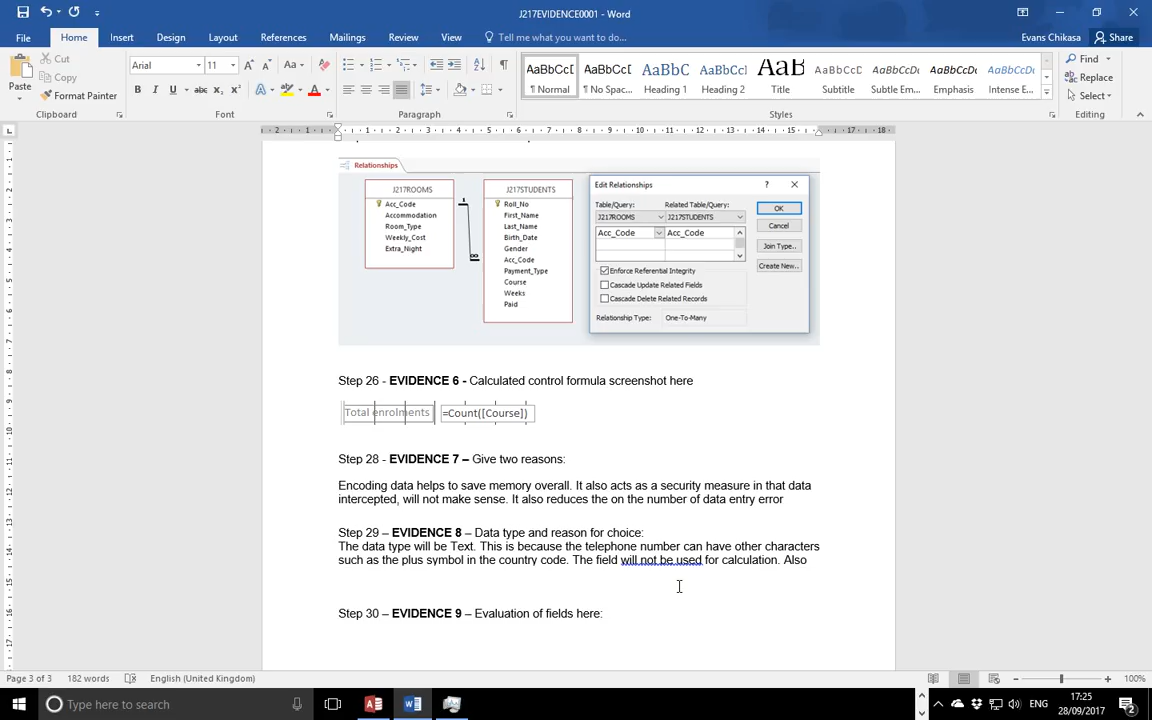 J217EVIDENCE0001 - Word
File Home Insert Design Layout References Mailings Review View Tell me what you want to do... Evans Chikasa Share
Paste
Cut
Copy
Format Painter
Clipboard
Arial 11
Font
Paragraph
AaBbCcD AaBbCcD AaBbC AaBbCc AaB AaBbCcD AaBbCcDd AaBbCcDd AaBbCcDd
¶ Normal ¶ No Spac... Heading 1 Heading 2 Title Subtitle Subtle Em... Emphasis Intense E...
Styles
Find
Replace
Select
Editing
Relationships
J217ROOMS
Acc_Code
Accommodation
Room_Type
Weekly_Cost
Extra_Night
J217STUDENTS
Roll_No
First_Name
Last_Name
Birth_Date
Gender
Acc_Code
Payment_Type
Course
Weeks
Paid
Edit Relationships ? ×
Table/Query: Related Table/Query:
J217ROOMS J217STUDENTS
Acc_Code Acc_Code
Enforce Referential Integrity
Cascade Update Related Fields
Cascade Delete Related Records
Relationship Type: One-To-Many
OK
Cancel
Join Type..
Create New..
Step 26 - EVIDENCE 6 - Calculated control formula screenshot here
Total enrolments =Count([Course])
Step 28 - EVIDENCE 7 – Give two reasons:
Encoding data helps to save memory overall. It also acts as a security measure in that data
intercepted, will not make sense. It also reduces the on the number of data entry error
Step 29 – EVIDENCE 8 – Data type and reason for choice:
The data type will be Text. This is because the telephone number can have other characters
such as the plus symbol in the country code. The field will not be used for calculation. Also
Step 30 – EVIDENCE 9 – Evaluation of fields here:
Page 3 of 3 182 words English (United Kingdom) 100%
Type here to search
ENG
17:25
28/09/2017